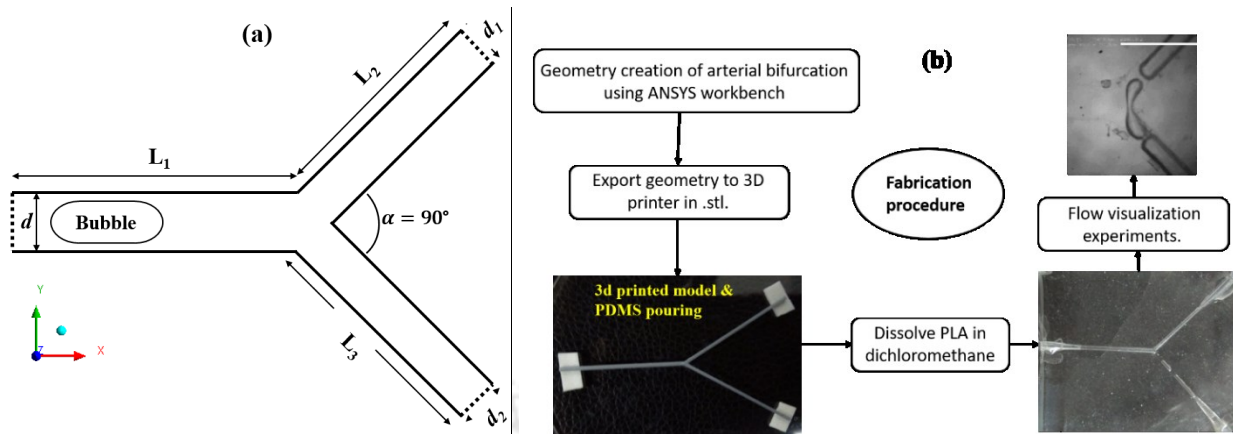 (a)
d₁
L₂
L₁
d
Bubble
α = 90°
Y
Z
X
L₃
d₂
(b)
Geometry creation of arterial bifurcation
using ANSYS workbench
Export geometry to 3D
printer in .stl.
Fabrication
procedure
3d printed model &
PDMS pouring
Dissolve PLA in
dichloromethane
Flow visualization
experiments.